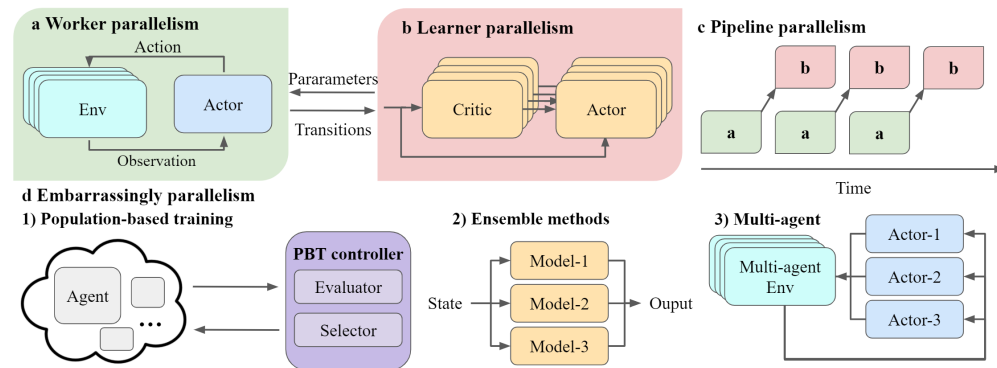 a Worker parallelism
Action
Env
Actor
Observation
Pararameters
Transitions
b Learner parallelism
Critic
Actor
c Pipeline parallelism
b
b
b
a
a
a
Time
d Embarrassingly parallelism
1) Population-based training
Agent
...
PBT controller
Evaluator
Selector
2) Ensemble methods
State
Model-1
Model-2
Model-3
Ouput
3) Multi-agent
Multi-agent
Env
Actor-1
Actor-2
Actor-3